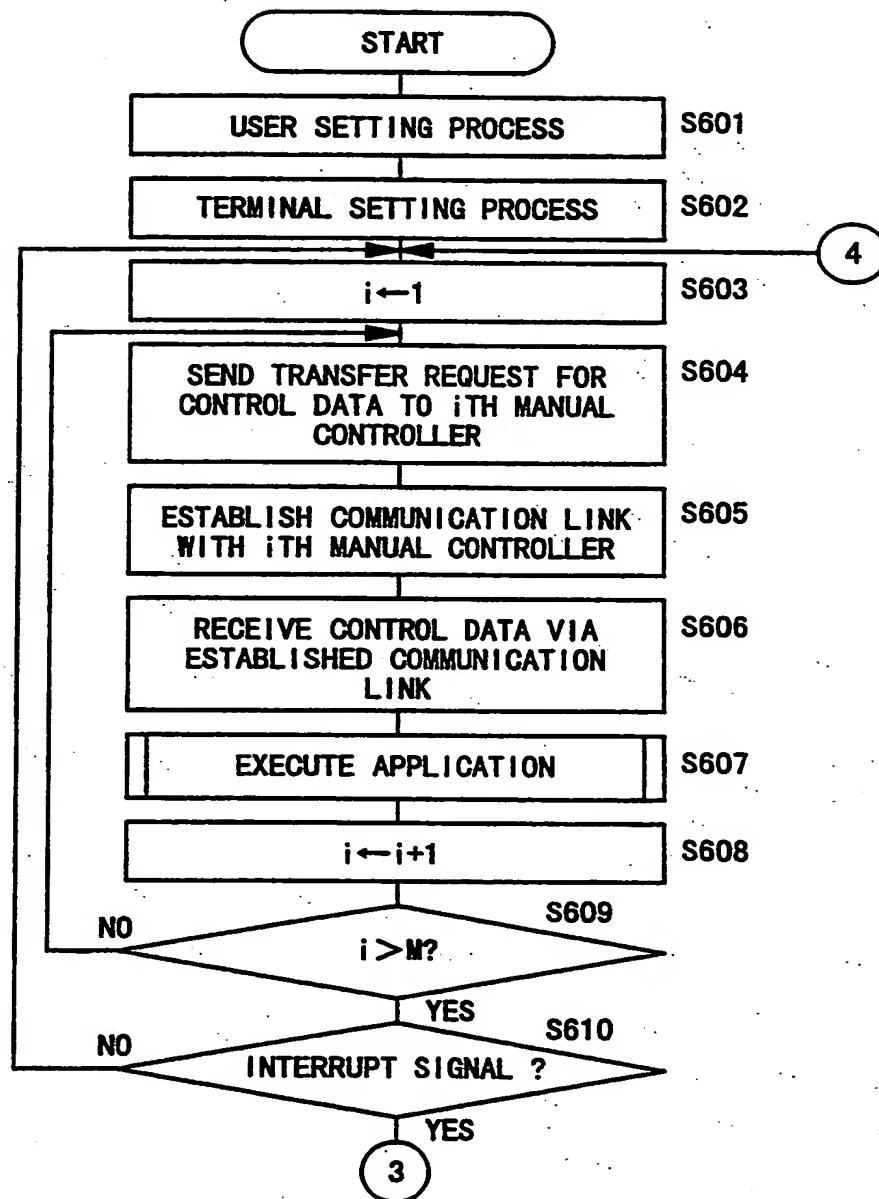 START
USER SETTING PROCESS S601
TERMINAL SETTING PROCESS S602
4
i←1 S603
SEND TRANSFER REQUEST FOR S604
CONTROL DATA TO iTH MANUAL
CONTROLLER
ESTABLISH COMMUNICATION LINK S605
WITH iTH MANUAL CONTROLLER
RECEIVE CONTROL DATA VIA S606
ESTABLISHED COMMUNICATION
LINK
EXECUTE APPLICATION S607
i←i+1 S608
S609
NO
i>M?
YES
S610
NO
INTERRUPT SIGNAL ?
YES
3